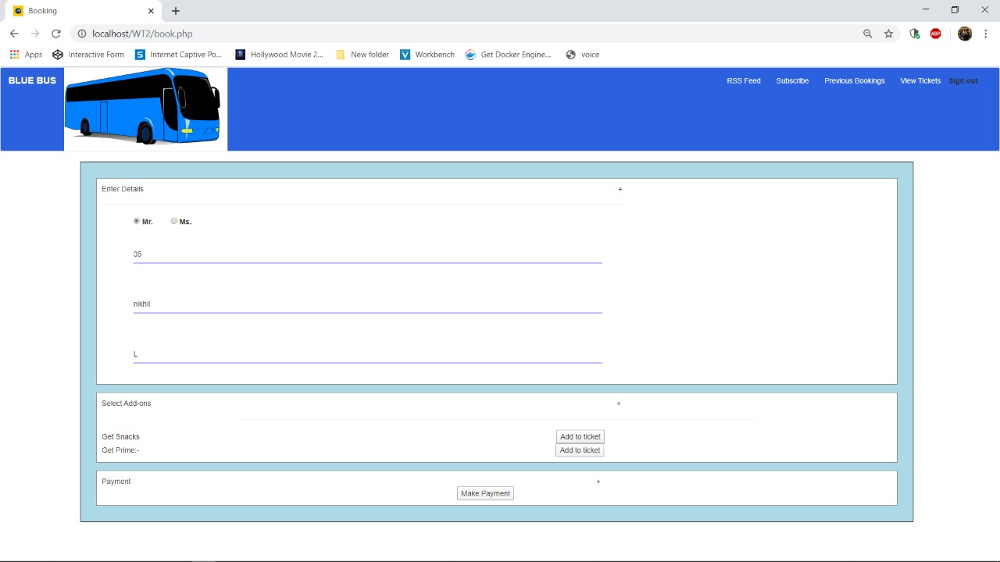 Booking
localhost/WT2/book.php
ABP
Apps Interactive Form S Internet Captive Po... Hollywood Movie 2... New folder V Workbench Get Docker Engine... voice
BLUE BUS RSS Feed Subscribe Previous Bookings View Tickets Sign out
Enter Details +
Mr. Ms.
35
nikhil
L
Select Add-ons +
Get Snacks Add to ticket
Get Prime:- Add to ticket
Payment +
Make Payment